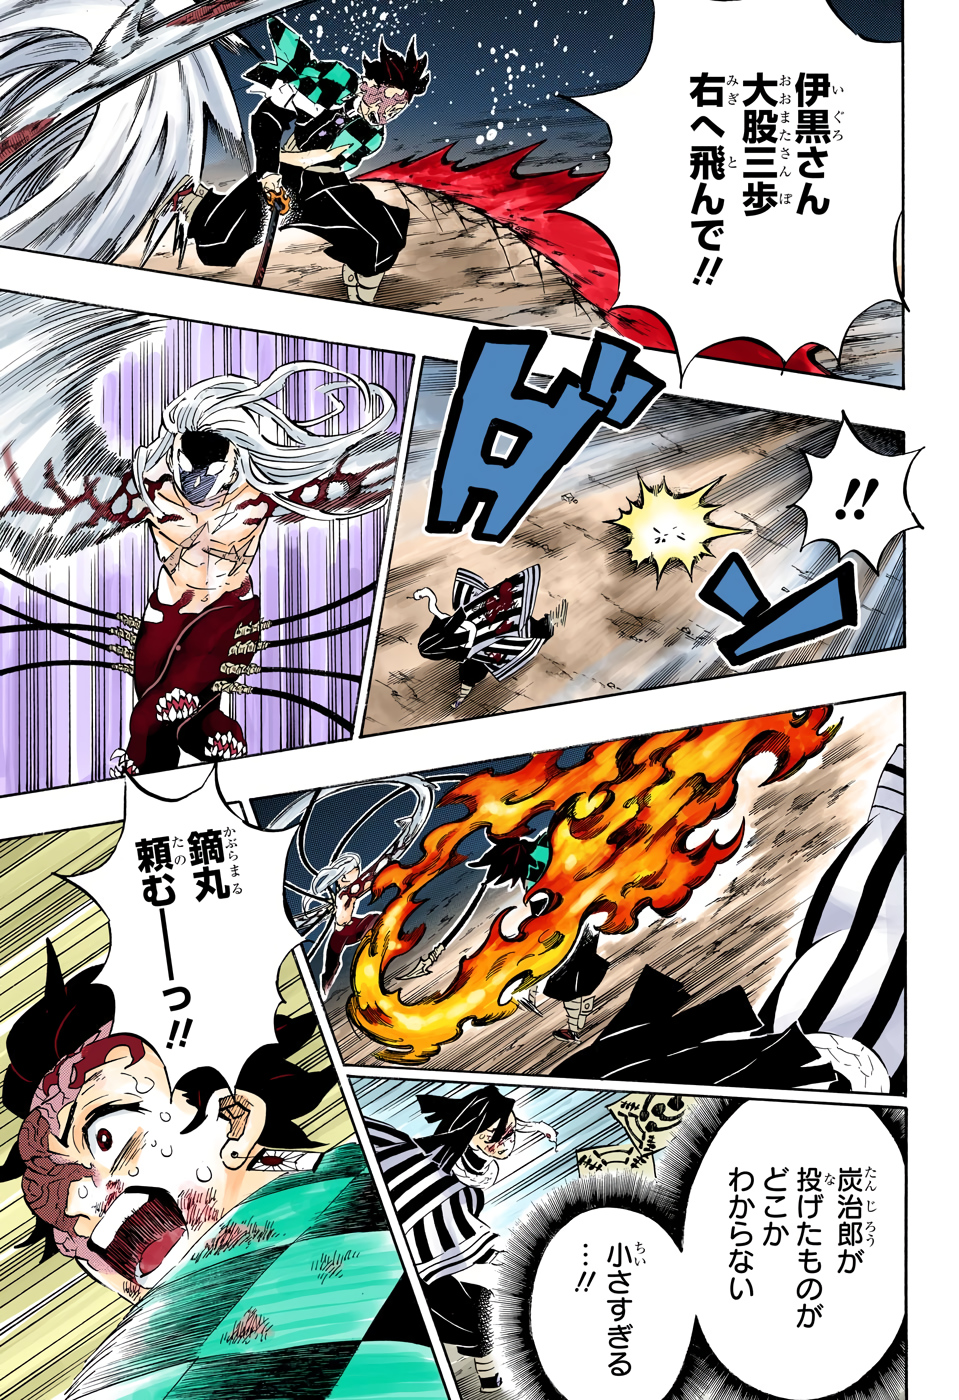 伊黒さん
大股三歩
右へ飛んで!!
!!
ダッ
ン
鏑丸
頼むーーっ!!
炭治郎が
投げたものが
どこか
わからない
小さすぎる
…!!